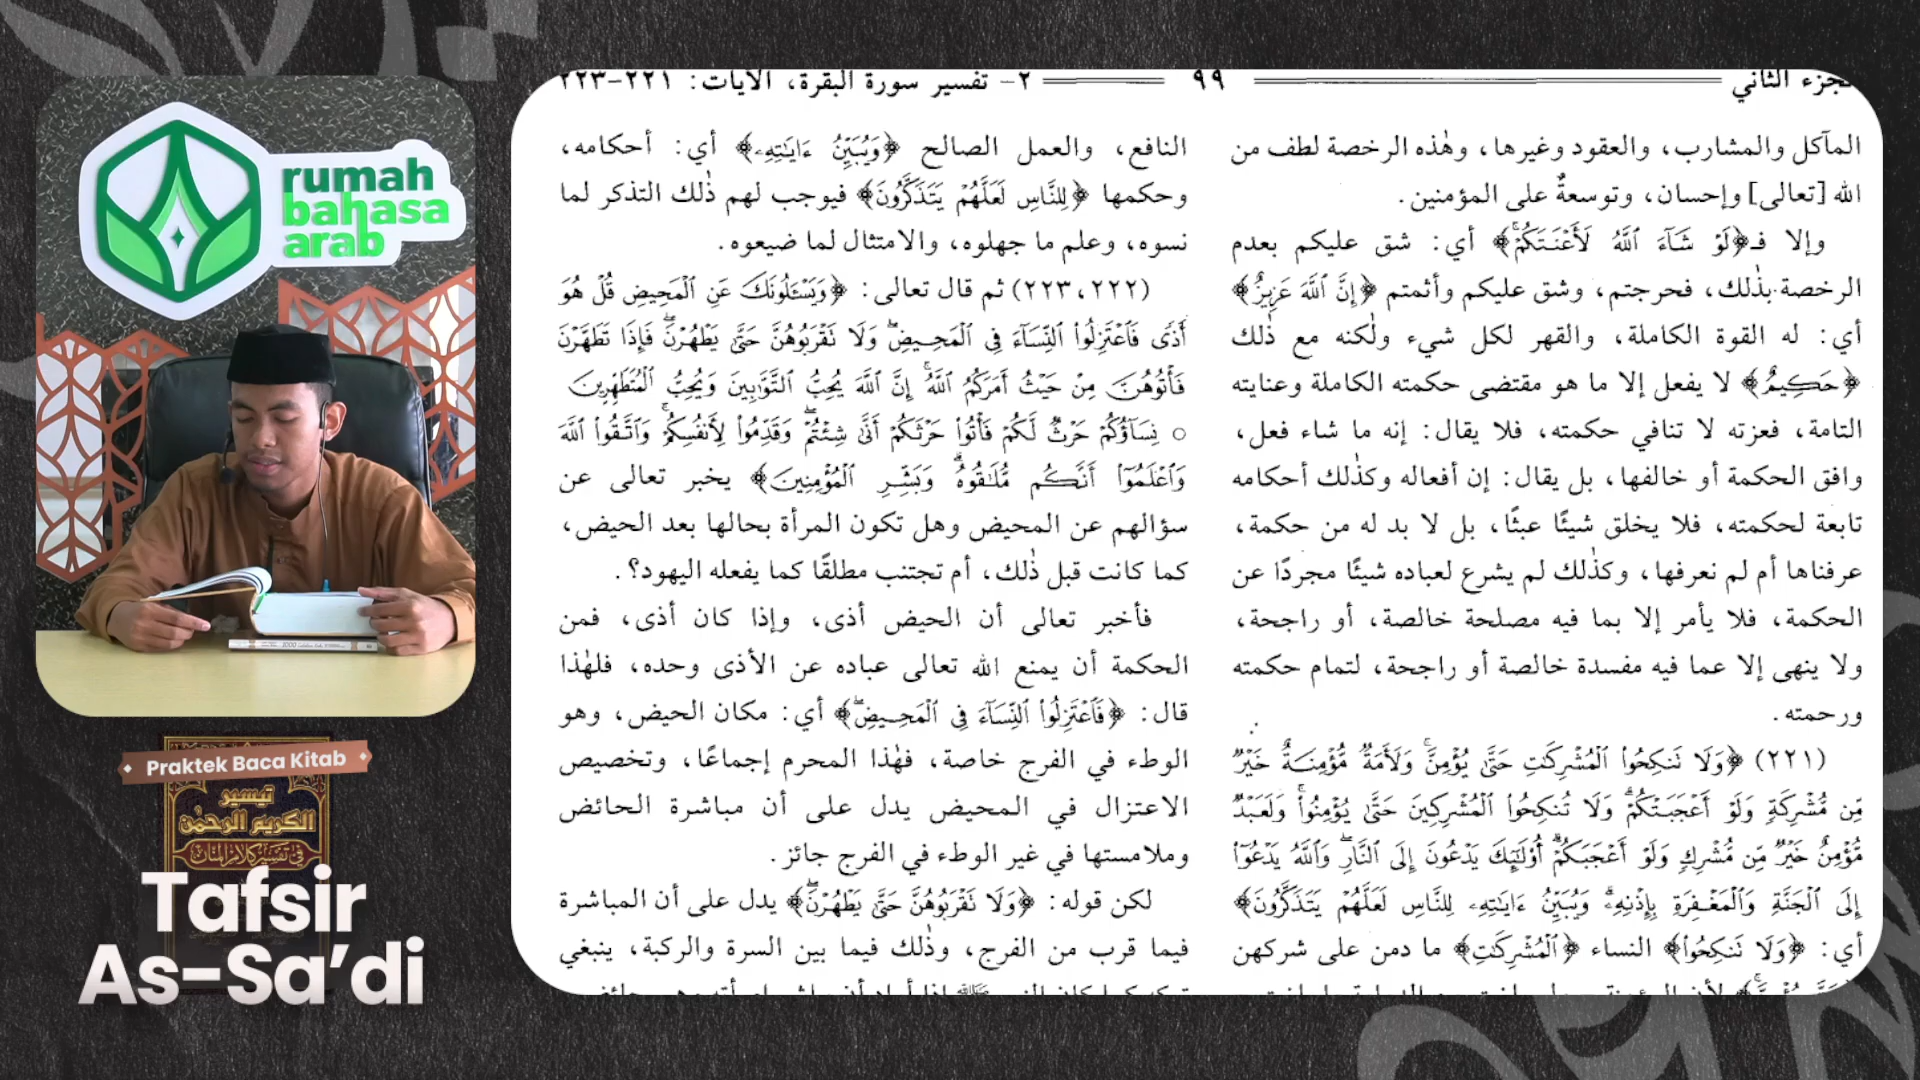 rumah
bahasa
arab
Praktek Baca Kitab
تيسير
الكريم الرحمن
في تفسير كلام المنان
Tafsir
As-Sa'di
الجزء الثاني ٩٩ ٢- تفسير سورة البقرة، الآيات: ٢٢١-٢٢٣
المآكل والمشارب، والعقود وغيرها، وهٰذه الرخصة لطف من
الله [تعالى] وإحسان، وتوسعةٌ على المؤمنين.
وإلا فـ﴿لَوْ شَآءَ ٱللَّهُ لَأَعْنَتَكُمْ﴾ أي: شق عليكم بعدم
الرخصة بذٰلك، فحرجتم، وشق عليكم وأثمتم ﴿إِنَّ ٱللَّهَ عَزِيزٌ﴾
أي: له القوة الكاملة، والقهر لكل شيء ولٰكنه مع ذٰلك
﴿حَكِيمٌ﴾ لا يفعل إلا ما هو مقتضى حكمته الكاملة وعنايته
التامة، فعزته لا تنافي حكمته، فلا يقال: إنه ما شاء فعل،
وافق الحكمة أو خالفها، بل يقال: إن أفعاله وكذٰلك أحكامه
تابعة لحكمته، فلا يخلق شيئًا عبثًا، بل لا بد له من حكمة،
عرفناها أم لم نعرفها، وكذٰلك لم يشرع لعباده شيئًا مجردًا عن
الحكمة، فلا يأمر إلا بما فيه مصلحة خالصة، أو راجحة،
ولا ينهى إلا عما فيه مفسدة خالصة أو راجحة، لتمام حكمته
ورحمته.
(٢٢١) ﴿وَلَا تَنكِحُوا۟ ٱلْمُشْرِكَٰتِ حَتَّىٰ يُؤْمِنَّ ۚ وَلَأَمَةٌ مُّؤْمِنَةٌ خَيْرٌ
مِّن مُّشْرِكَةٍ وَلَوْ أَعْجَبَتْكُمْ ۗ وَلَا تُنكِحُوا۟ ٱلْمُشْرِكِينَ حَتَّىٰ يُؤْمِنُوا۟ ۚ وَلَعَبْدٌ
مُّؤْمِنٌ خَيْرٌ مِّن مُّشْرِكٍ وَلَوْ أَعْجَبَكُمْ ۗ أُو۟لَٰٓئِكَ يَدْعُونَ إِلَى ٱلنَّارِ ۖ وَٱللَّهُ يَدْعُوٓا۟
إِلَى ٱلْجَنَّةِ وَٱلْمَغْفِرَةِ بِإِذْنِهِۦ ۖ وَيُبَيِّنُ ءَايَٰتِهِۦ لِلنَّاسِ لَعَلَّهُمْ يَتَذَكَّرُونَ﴾
أي: ﴿وَلَا تَنكِحُوا۟﴾ النساء ﴿ٱلْمُشْرِكَٰتِ﴾ ما دمن على شركهن
النافع، والعمل الصالح ﴿وَيُبَيِّنُ ءَايَٰتِهِۦ﴾ أي: أحكامه،
وحكمها ﴿لِلنَّاسِ لَعَلَّهُمْ يَتَذَكَّرُونَ﴾ فيوجب لهم ذٰلك التذكر لما
نسوه، وعلم ما جهلوه، والامتثال لما ضيعوه.
(٢٢٢، ٢٢٣) ثم قال تعالى: ﴿وَيَسْـَٔلُونَكَ عَنِ ٱلْمَحِيضِ قُلْ هُوَ
أَذًى فَٱعْتَزِلُوا۟ ٱلنِّسَآءَ فِى ٱلْمَحِيضِ ۖ وَلَا تَقْرَبُوهُنَّ حَتَّىٰ يَطْهُرْنَ ۖ فَإِذَا تَطَهَّرْنَ
فَأْتُوهُنَّ مِنْ حَيْثُ أَمَرَكُمُ ٱللَّهُ ۚ إِنَّ ٱللَّهَ يُحِبُّ ٱلتَّوَّٰبِينَ وَيُحِبُّ ٱلْمُتَطَهِّرِينَ
○ نِسَآؤُكُمْ حَرْثٌ لَّكُمْ فَأْتُوا۟ حَرْثَكُمْ أَنَّىٰ شِئْتُمْ ۖ وَقَدِّمُوا۟ لِأَنفُسِكُمْ ۚ وَٱتَّقُوا۟ ٱللَّهَ
وَٱعْلَمُوٓا۟ أَنَّكُم مُّلَٰقُوهُ ۗ وَبَشِّرِ ٱلْمُؤْمِنِينَ﴾ يخبر تعالى عن
سؤالهم عن المحيض وهل تكون المرأة بحالها بعد الحيض،
كما كانت قبل ذٰلك، أم تجتنب مطلقًا كما يفعله اليهود؟.
فأخبر تعالى أن الحيض أذى، وإذا كان أذى، فمن
الحكمة أن يمنع الله تعالى عباده عن الأذى وحده، فلهٰذا
قال: ﴿فَٱعْتَزِلُوا۟ ٱلنِّسَآءَ فِى ٱلْمَحِيضِ ۖ﴾ أي: مكان الحيض، وهو
الوطء في الفرج خاصة، فهٰذا المحرم إجماعًا، وتخصيص
الاعتزال في المحيض يدل على أن مباشرة الحائض
وملامستها في غير الوطء في الفرج جائز.
لكن قوله: ﴿وَلَا تَقْرَبُوهُنَّ حَتَّىٰ يَطْهُرْنَ ۖ﴾ يدل على أن المباشرة
فيما قرب من الفرج، وذٰلك فيما بين السرة والركبة، ينبغي